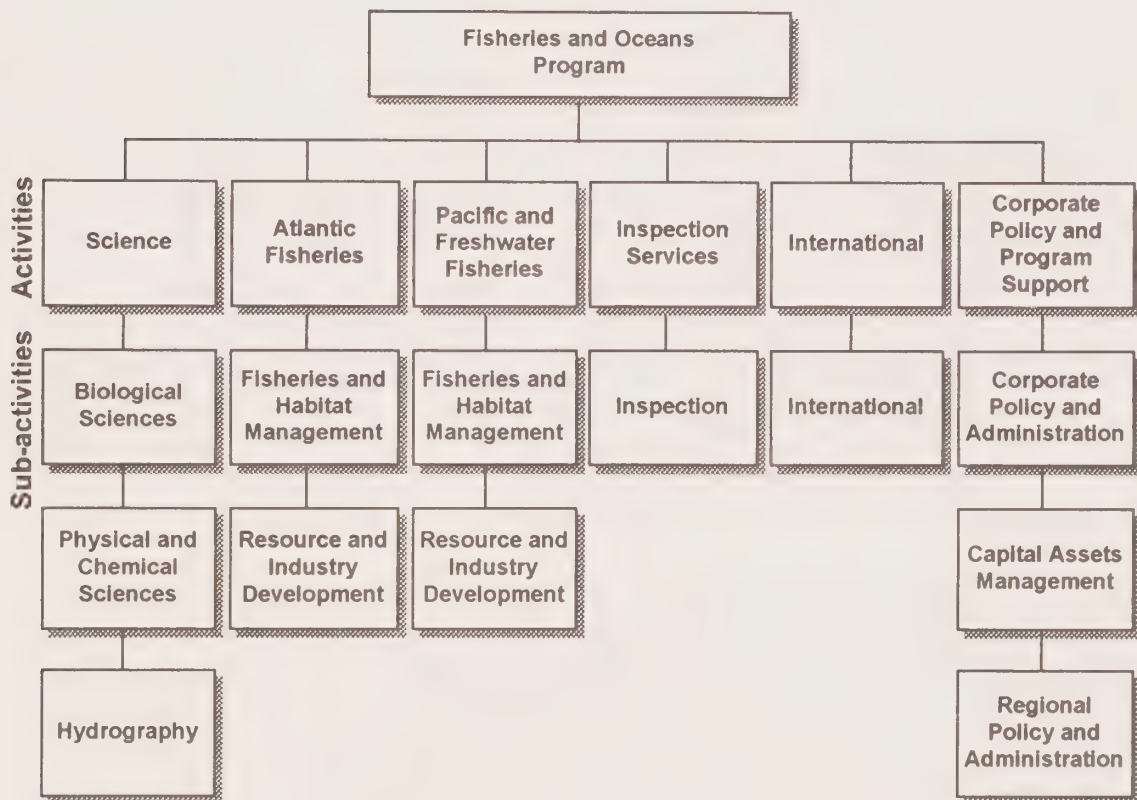 Fisheries and Oceans
Program
Activities
Science
Atlantic
Fisheries
Pacific and
Freshwater
Fisheries
Inspection
Services
International
Corporate
Policy and
Program
Support
Sub-activities
Biological
Sciences
Fisheries and
Habitat
Management
Fisheries and
Habitat
Management
Inspection
International
Corporate
Policy and
Administration
Physical and
Chemical
Sciences
Resource and
Industry
Development
Resource and
Industry
Development
Capital Assets
Management
Hydrography
Regional
Policy and
Administration